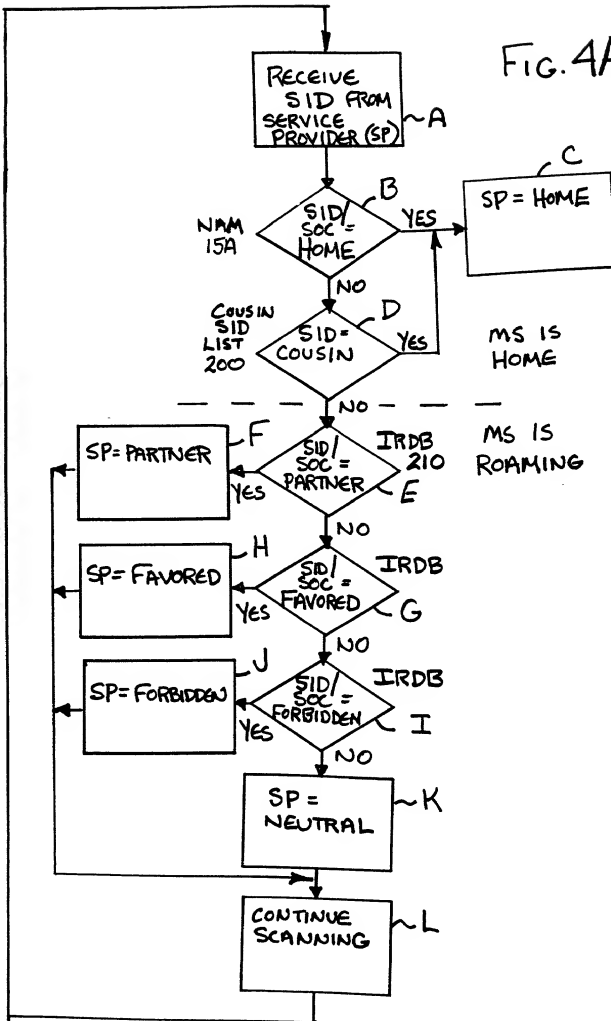 FIG. 4A
RECEIVE
SID FROM
SERVICE
PROVIDER (SP)
A
B
SID/
SOC =
HOME
NAM
15A
YES
C
SP = HOME
NO
D
COUSIN
SID
LIST
200
SID =
COUSIN
YES
MS IS
HOME
NO
MS IS
ROAMING
F
SP = PARTNER
SID/
SOC =
PARTNER
IRDB
210
YES
E
NO
H
SP = FAVORED
SID/
SOC =
FAVORED
IRDB
YES
G
NO
J
SP = FORBIDDEN
SID/
SOC =
FORBIDDEN
IRDB
YES
I
NO
SP =
NEUTRAL
K
CONTINUE
SCANNING
L